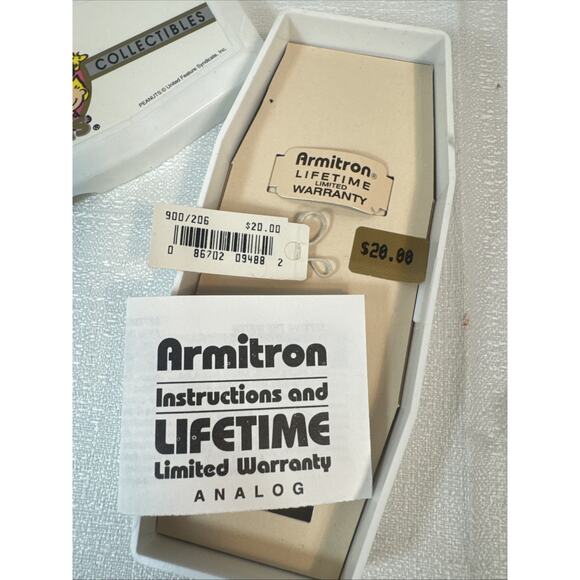 COLLECTIBLES
PEANUTS © United Feature Syndicate, Inc.
Armitron®
LIFETIME
LIMITED
WARRANTY
900/206 $20.00
0 86702 09488 2
$20.00
Armitron
Instructions and
LIFETIME
Limited Warranty
ANALOG